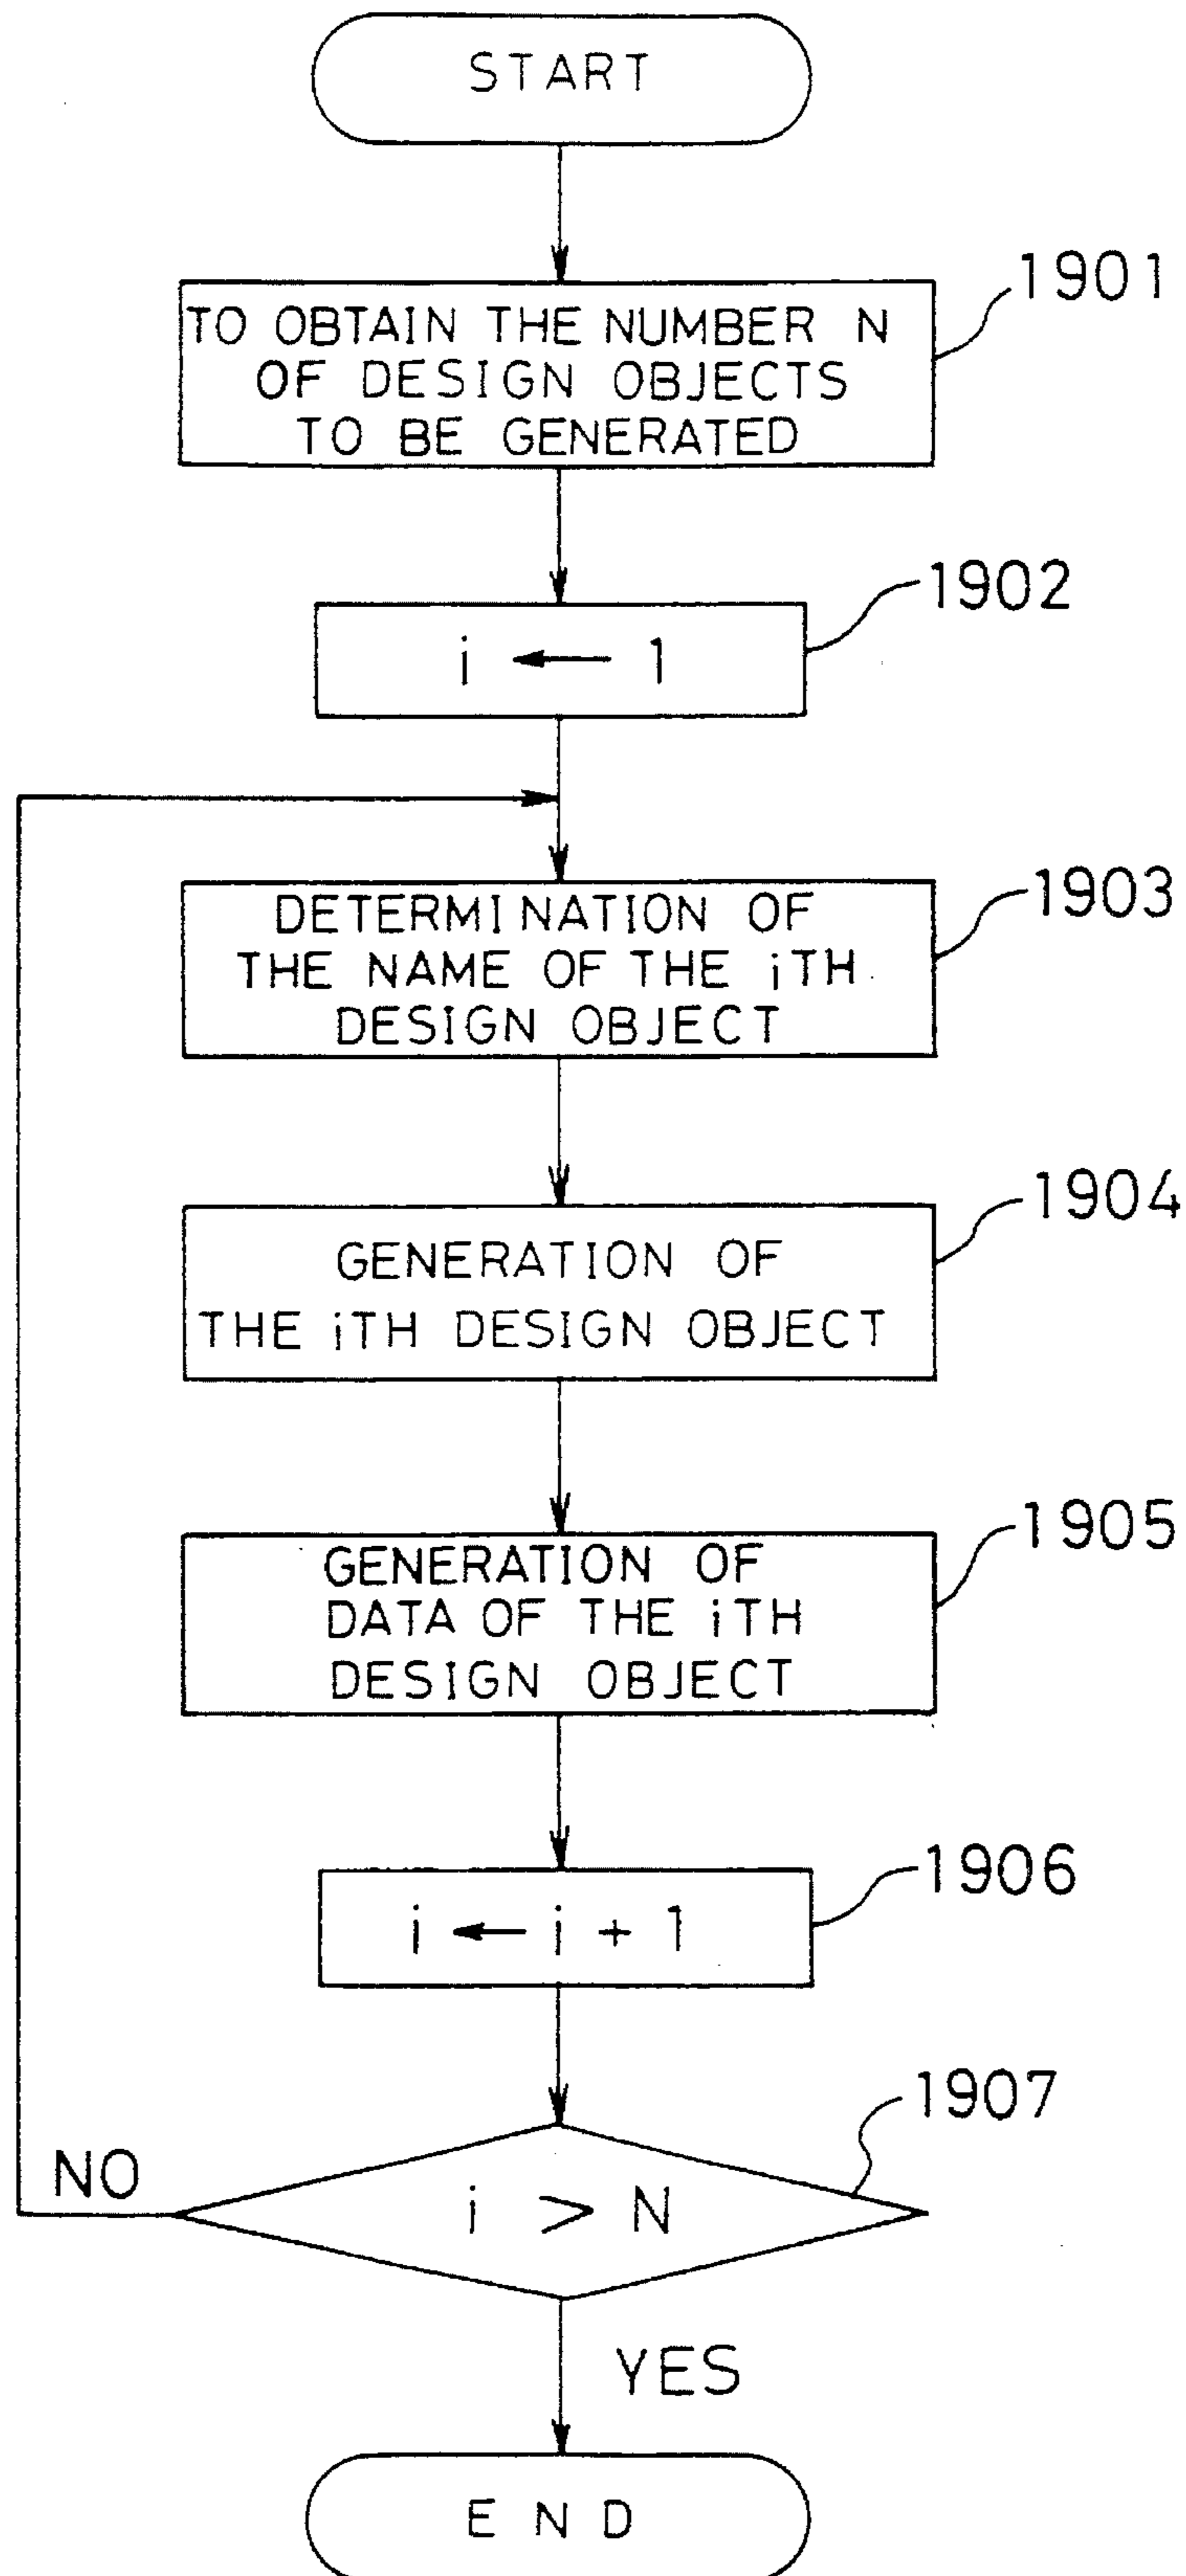 START
1901
TO OBTAIN THE NUMBER N
OF DESIGN OBJECTS
TO BE GENERATED
1902
i ← 1
1903
DETERMINATION OF
THE NAME OF THE iTH
DESIGN OBJECT
1904
GENERATION OF
THE iTH DESIGN OBJECT
1905
GENERATION OF
DATA OF THE iTH
DESIGN OBJECT
1906
i ← i + 1
1907
NO
i > N
YES
END